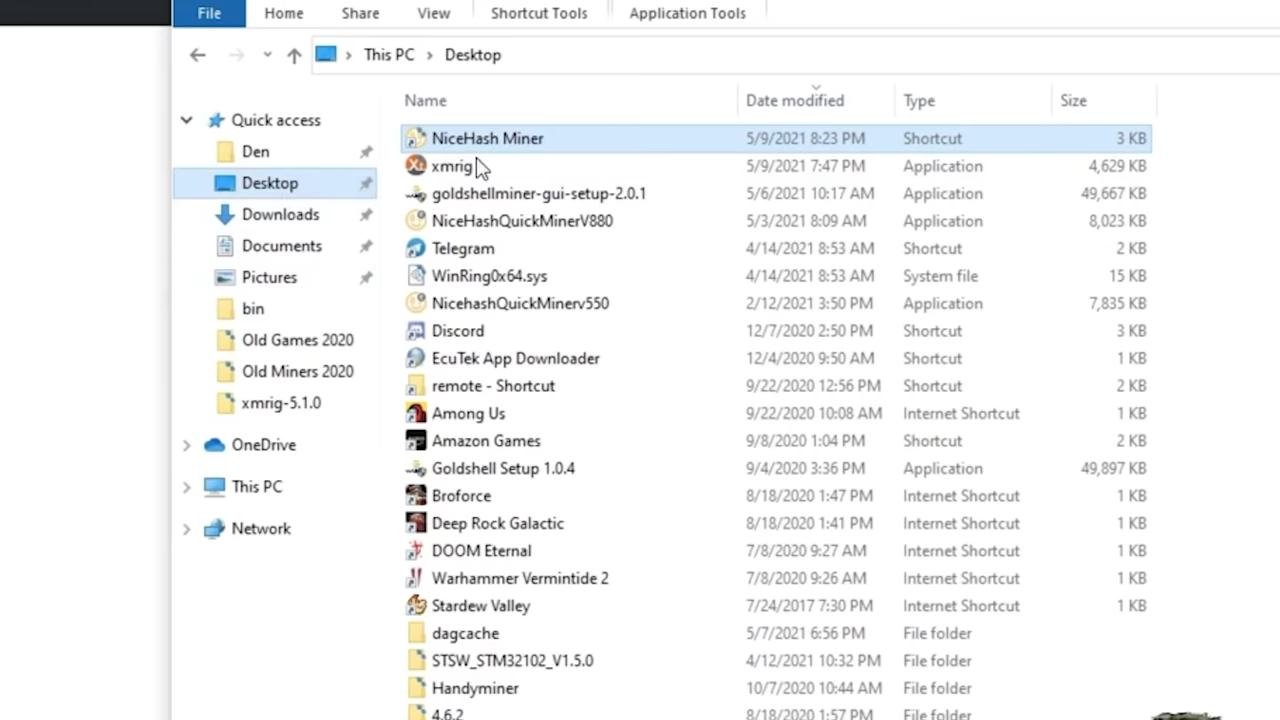 File Home Share View Shortcut Tools Application Tools
This PC Desktop
Name Date modified Type Size
Quick access
Den
Desktop
Downloads
Documents
Pictures
bin
Old Games 2020
Old Miners 2020
xmrig-5.1.0
OneDrive
This PC
Network
NiceHash Miner 5/9/2021 8:23 PM Shortcut 3 KB
xmrig 5/9/2021 7:47 PM Application 4,629 KB
goldshellminer-gui-setup-2.0.1 5/6/2021 10:17 AM Application 49,667 KB
NiceHashQuickMinerV880 5/3/2021 8:09 AM Application 8,023 KB
Telegram 4/14/2021 8:53 AM Shortcut 2 KB
WinRing0x64.sys 4/14/2021 8:53 AM System file 15 KB
NicehashQuickMinerv550 2/12/2021 3:50 PM Application 7,835 KB
Discord 12/7/2020 2:50 PM Shortcut 3 KB
EcuTek App Downloader 12/4/2020 9:50 AM Shortcut 1 KB
remote - Shortcut 9/22/2020 12:56 PM Shortcut 2 KB
Among Us 9/22/2020 10:08 AM Internet Shortcut 1 KB
Amazon Games 9/8/2020 1:04 PM Shortcut 2 KB
Goldshell Setup 1.0.4 9/4/2020 3:36 PM Application 49,897 KB
Broforce 8/18/2020 1:47 PM Internet Shortcut 1 KB
Deep Rock Galactic 8/18/2020 1:41 PM Internet Shortcut 1 KB
DOOM Eternal 7/8/2020 9:27 AM Internet Shortcut 1 KB
Warhammer Vermintide 2 7/8/2020 9:26 AM Internet Shortcut 1 KB
Stardew Valley 7/24/2017 7:30 PM Internet Shortcut 1 KB
dagcache 5/7/2021 6:56 PM File folder
STSW_STM32102_V1.5.0 4/12/2021 10:32 PM File folder
Handyminer 10/7/2020 10:44 AM File folder
4.6.2 8/18/2020 1:57 PM File folder